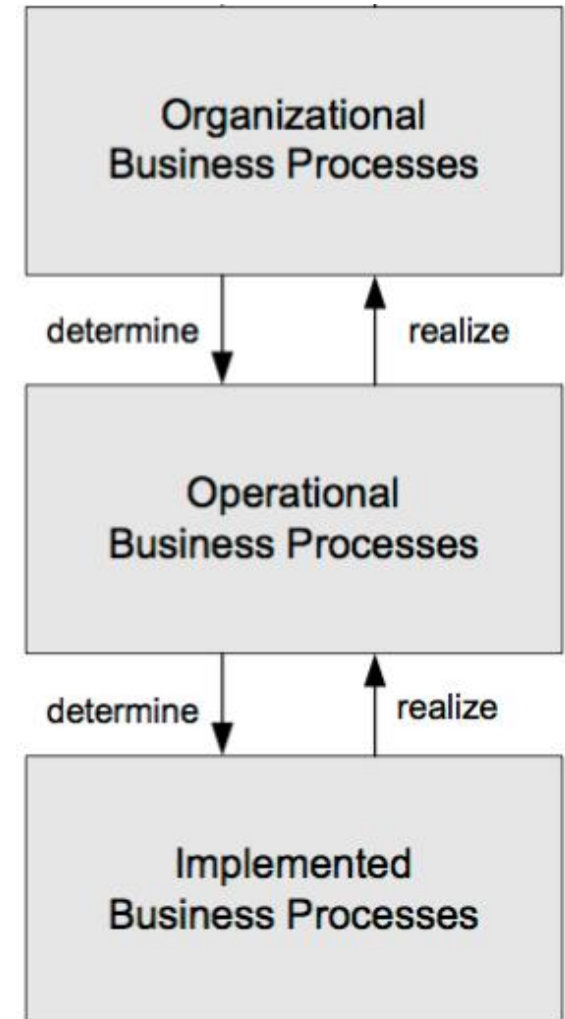 Organizational
Business Processes
determine
realize
Operational
Business Processes
determine
realize
Implemented
Business Processes